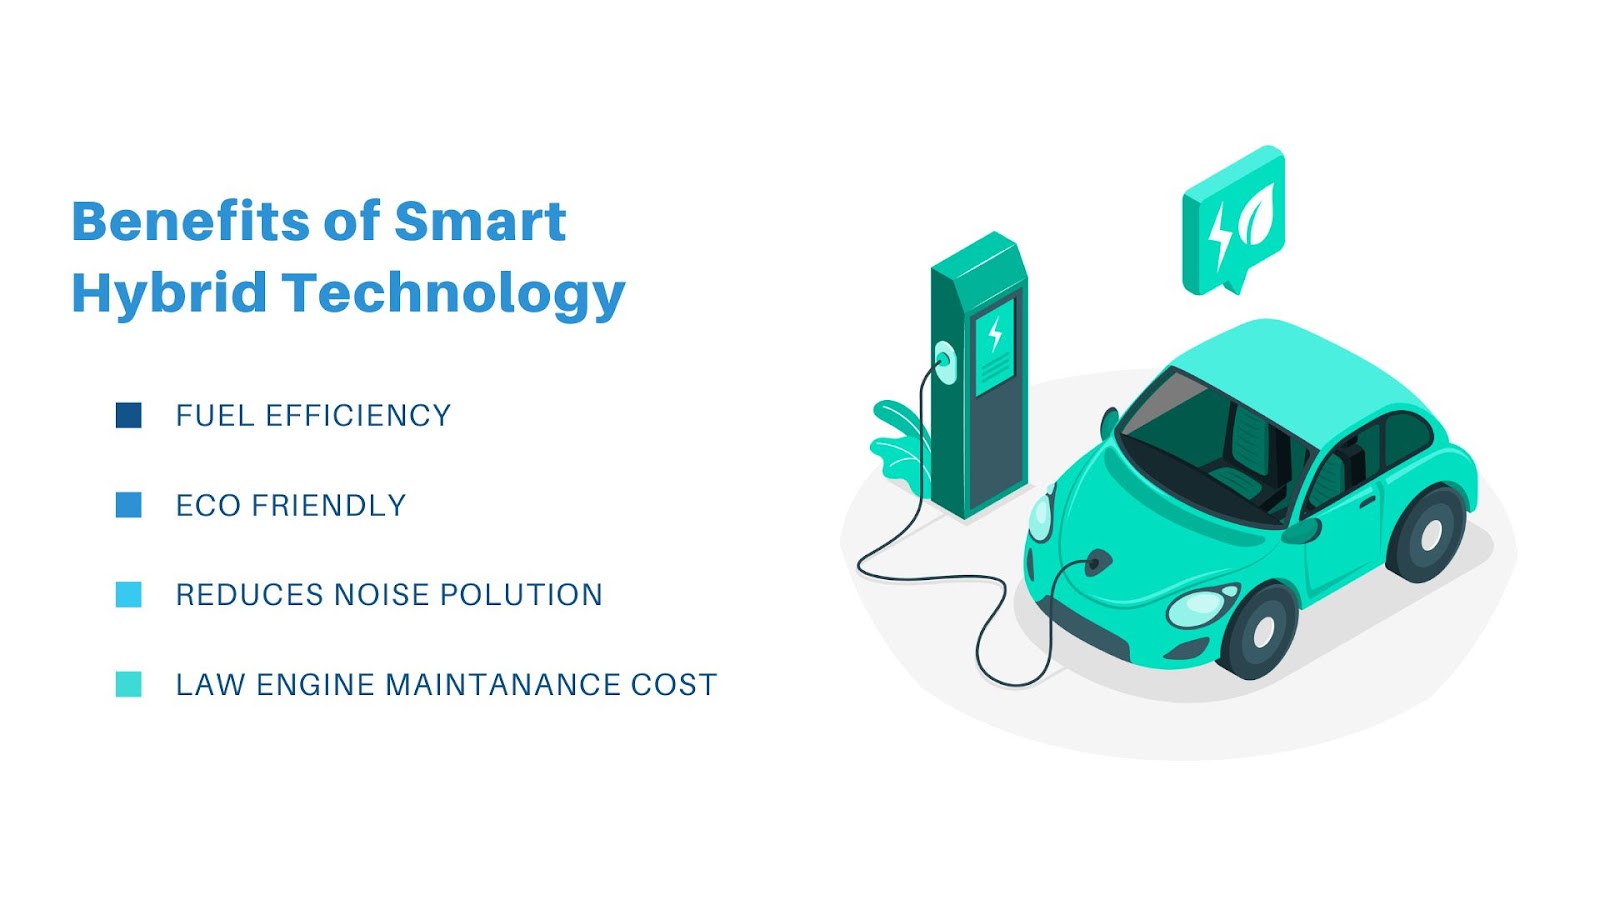 Benefits of Smart
Hybrid Technology
FUEL EFFICIENCY
ECO FRIENDLY
REDUCES NOISE POLUTION
LAW ENGINE MAINTANANCE COST